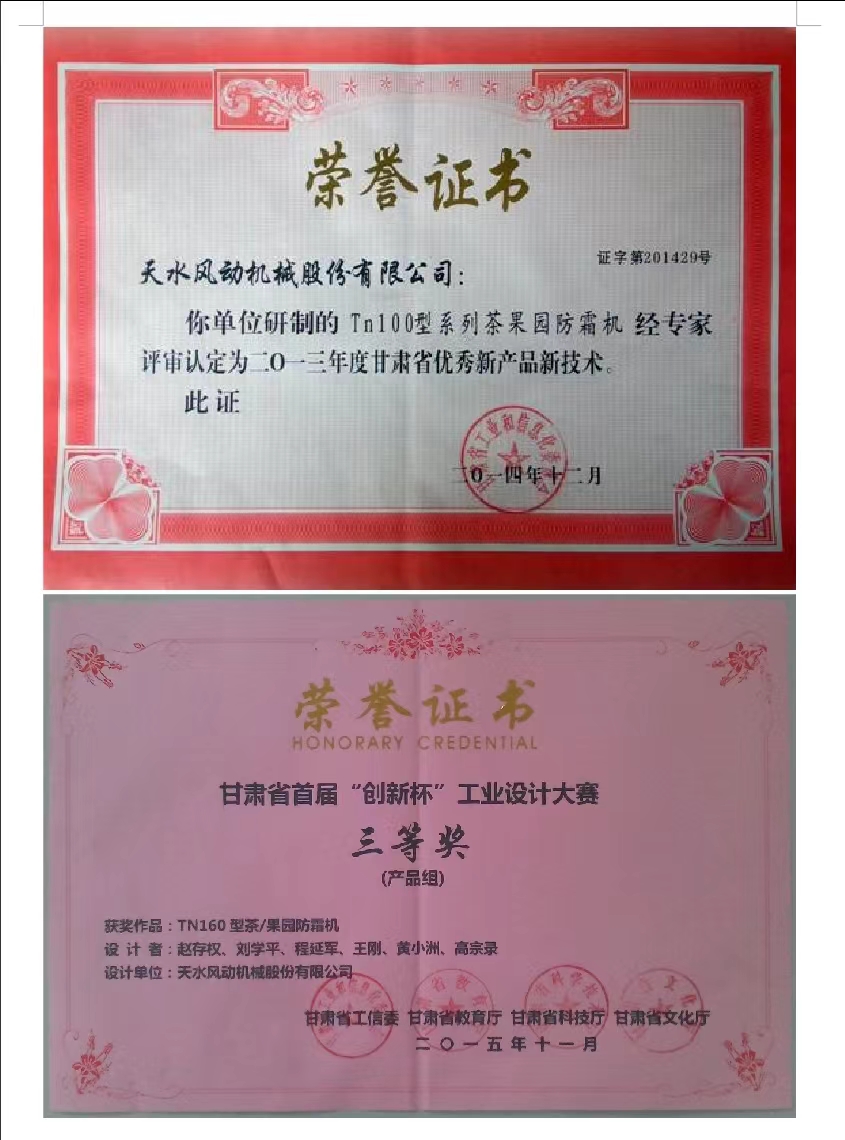 荣誉证书
证字第201429号
天水风动机械股份有限公司：
你单位研制的 Tn100型系列茶果园防霜机 经专家
评审认定为二O一三年度甘肃省优秀新产品新技术。
此证
二O一四年十二月
荣誉证书
HONORARY CREDENTIAL
甘肃省首届“创新杯”工业设计大赛
三等奖
(产品组)
获奖作品：TN160 型茶/果园防霜机
设 计 者：赵存权、刘学平、程延军、王刚、黄小洲、高宗录
设计单位：天水风动机械股份有限公司
甘肃省工信委 甘肃省教育厅 甘肃省科技厅 甘肃省文化厅
二〇一五年十一月